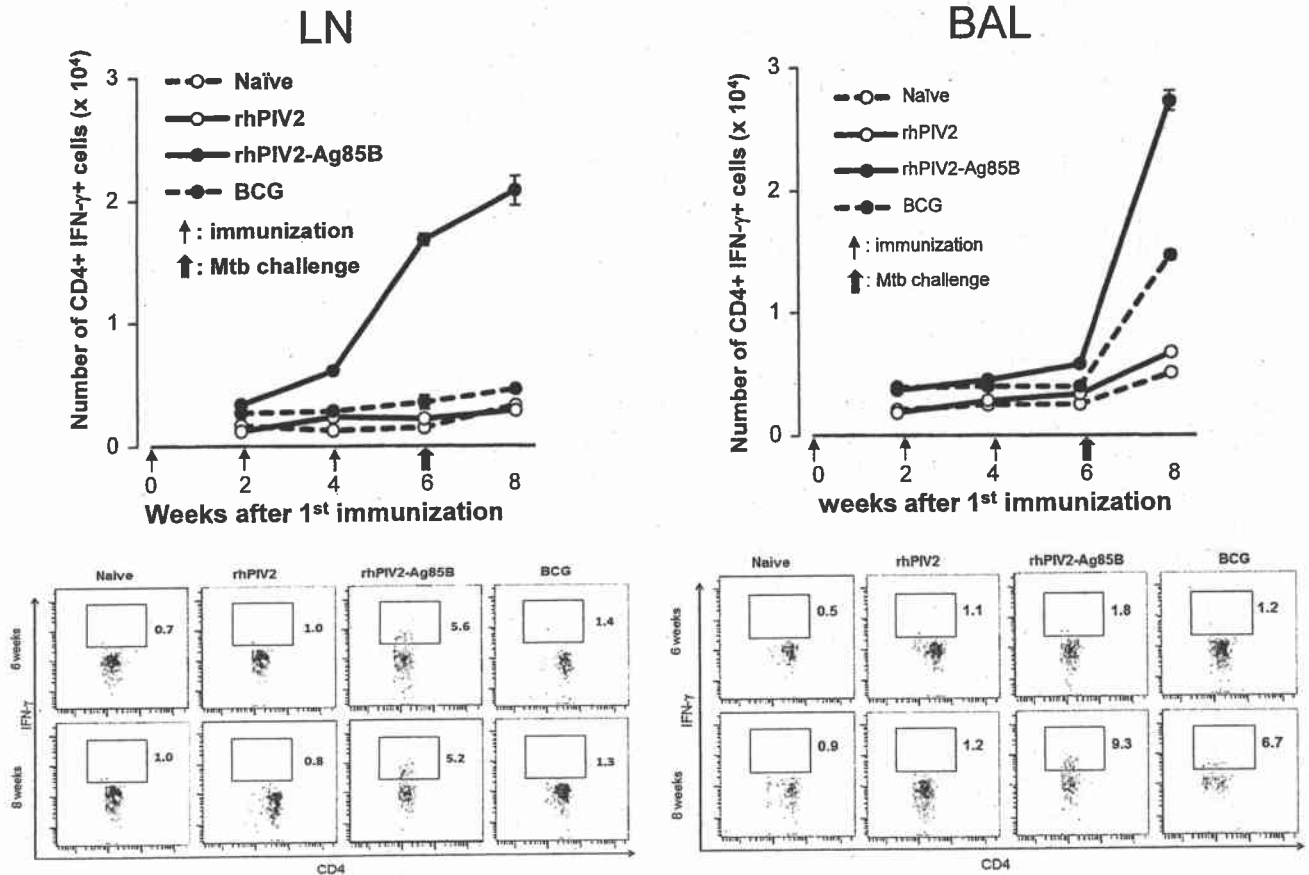 LN
Number of CD4+ IFN-γ+ cells (x 10⁴)
3
2
1
0
Naïve
rhPIV2
rhPIV2-Ag85B
BCG
: immunization
: Mtb challenge
0 2 4 6 8
Weeks after 1st immunization
BAL
Number of CD4+ IFN-γ+ cells (x 10⁴)
3
2
1
0
Naïve
rhPIV2
rhPIV2-Ag85B
BCG
: immunization
: Mtb challenge
0 2 4 6 8
weeks after 1st immunization
Naive rhPIV2 rhPIV2-Ag85B BCG
6 weeks
0.7 1.0 5.6 1.4
IFN-γ
8 weeks
1.0 0.8 5.2 1.3
CD4
Naive rhPIV2 rhPIV2-Ag85B BCG
6 weeks
0.5 1.1 1.8 1.2
IFN-γ
8 weeks
0.9 1.2 9.3 6.7
CD4